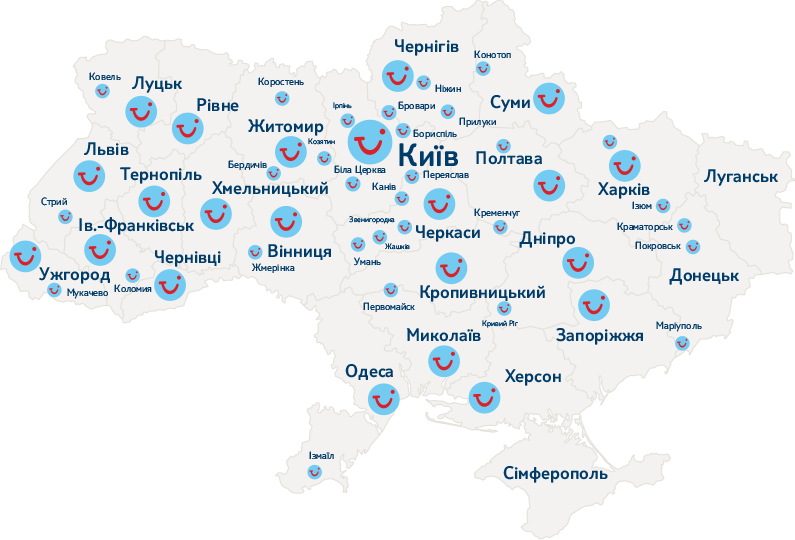 Чернігів
Конотоп
Ковель
Луцьк
Коростень
Ніжин
Рівне
Ірпінь
Бровари
Суми
Прилуки
Житомир
Бориспіль
Козятин
Київ
Львів
Полтава
Бердичів
Біла Церква
Тернопіль
Переяслав
Харків
Луганськ
Хмельницький
Канів
Стрий
Ізюм
Ів.-Франківськ
Звенигородка
Кременчуг
Черкаси
Краматорськ
Жашків
Дніпро
Покровськ
Вінниця
Чернівці
Умань
Жмерінка
Ужгород
Донецьк
Мукачево
Коломия
Кропивницький
Первомайск
Кривий Ріг
Маріуполь
Миколаїв
Запоріжжя
Одеса
Херсон
Ізмаїл
Сімферополь